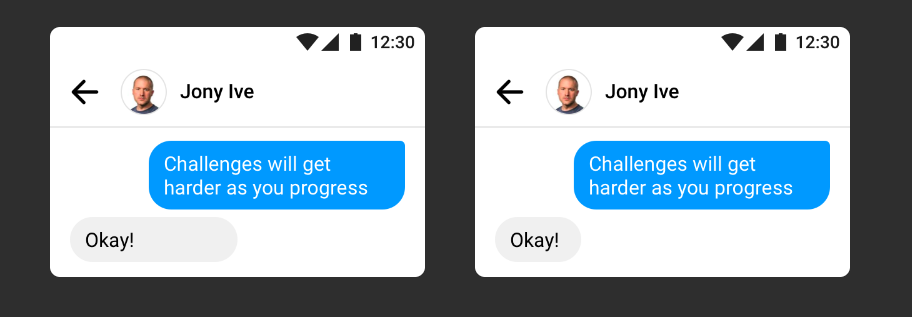 12:30
Jony Ive
Challenges will get
harder as you progress
Okay!
12:30
Jony Ive
Challenges will get
harder as you progress
Okay!